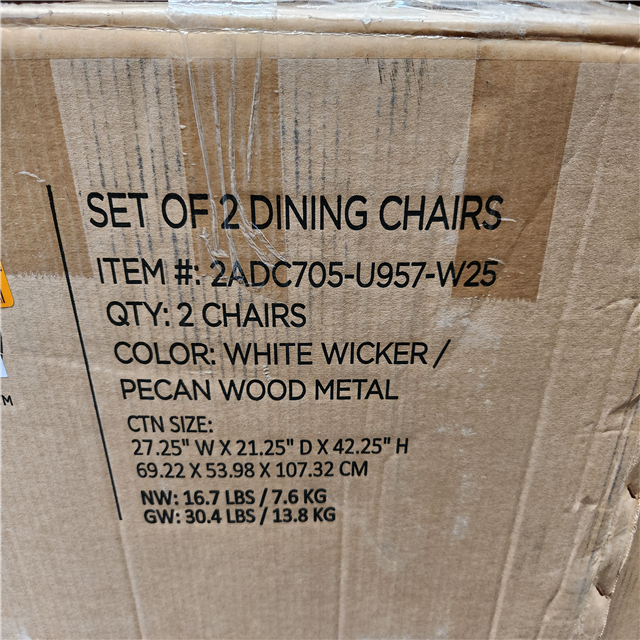 SET OF 2 DINING CHAIRS
ITEM #: 2ADC705-U957-W25
QTY: 2 CHAIRS
COLOR: WHITE WICKER /
PECAN WOOD METAL
CTN SIZE:
27.25" W X 21.25" D X 42.25" H
69.22 X 53.98 X 107.32 CM
NW: 16.7 LBS / 7.6 KG
GW: 30.4 LBS / 13.8 KG